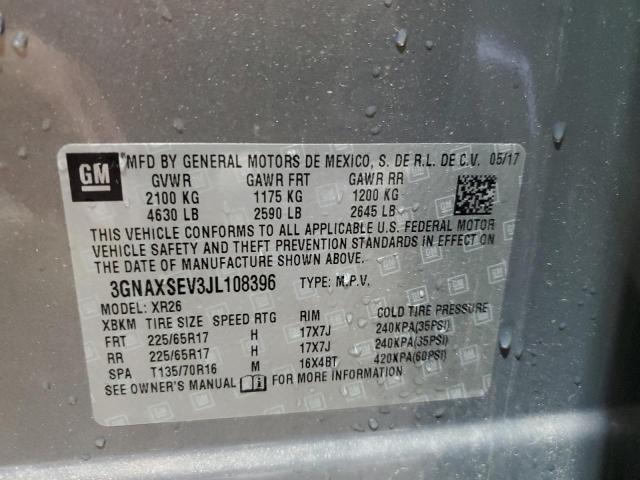 GM MFD BY GENERAL MOTORS DE MEXICO, S. DE R.L. DE C.V. 05/17
GVWR GAWR FRT GAWR RR
2100 KG 1175 KG 1200 KG
4630 LB 2590 LB 2645 LB
THIS VEHICLE CONFORMS TO ALL APPLICABLE U.S. FEDERAL MOTOR
VEHICLE SAFETY AND THEFT PREVENTION STANDARDS IN EFFECT ON
THE DATE OF MANUFACTURE SHOWN ABOVE.
3GNAXSEV3JL108396 TYPE: M.P.V.
MODEL: XR26
XBKM TIRE SIZE SPEED RTG RIM COLD TIRE PRESSURE
FRT 225/65R17 H 17X7J 240KPA(35PSI)
RR 225/65R17 H 17X7J 240KPA(35PSI)
SPA T135/70R16 M 16X4BT 420KPA(60PSI)
SEE OWNER'S MANUAL FOR MORE INFORMATION